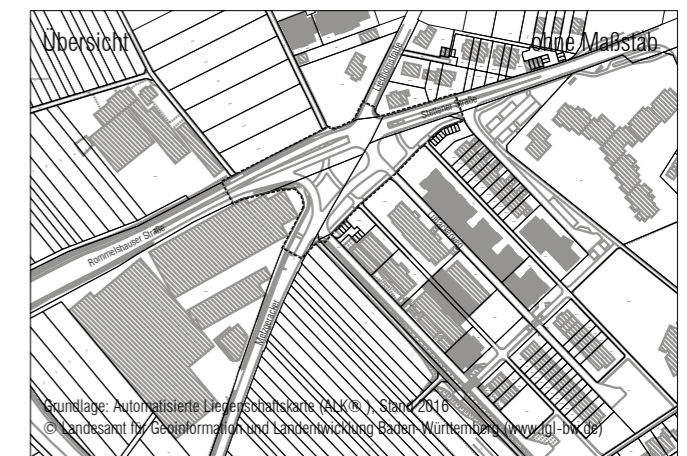 Übersicht
ohne Maßstab
Stettener Straße
Rommelshauser Straße
Grundlage: Automatisierte Liegenschaftskarte (ALK® ), Stand 2016
© Landesamt für Geoinformation und Landentwicklung Baden-Württemberg (www.lgl-bw.de)